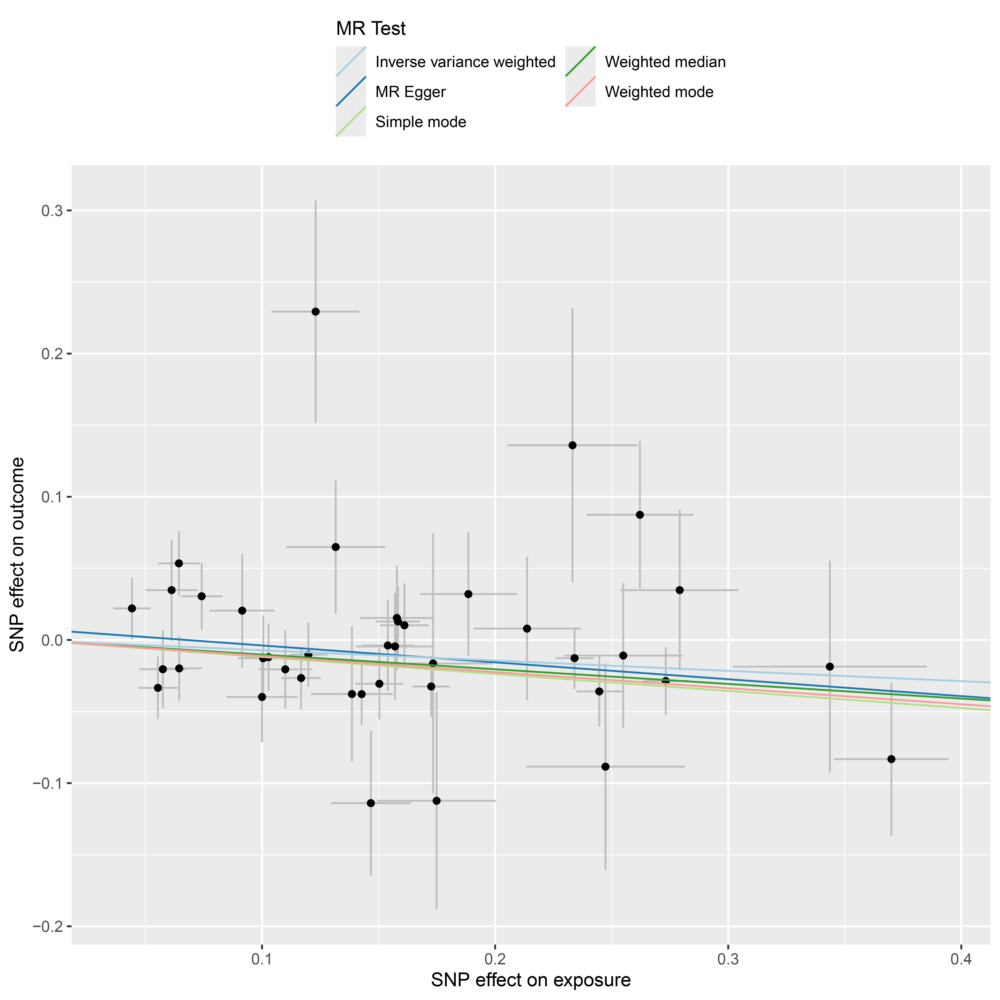 MR Test
Inverse variance weighted
Weighted median
MR Egger
Weighted mode
Simple mode
0.3
0.2
0.1
0.0
−0.1
−0.2
SNP effect on outcome
0.1
0.2
0.3
0.4
SNP effect on exposure